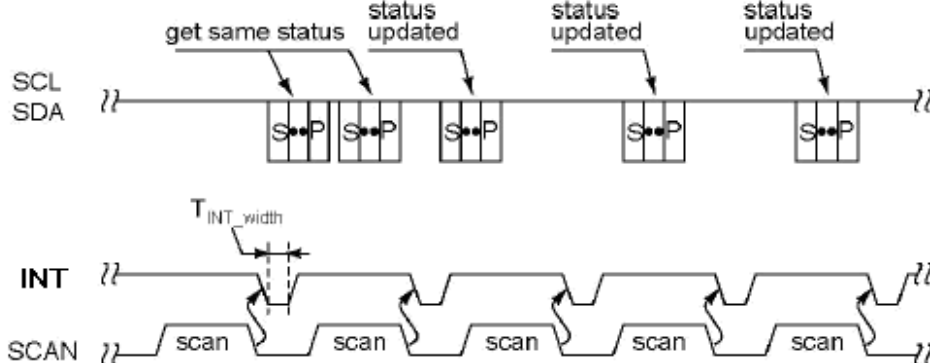 status updated
status updated
status updated
get same status
SCL
SDA
S••P S••P S••P S••P S••P
TINT_width
INT
SCAN scan scan scan scan scan